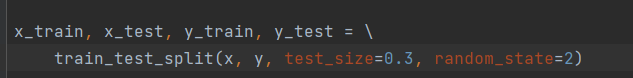 x_train, x_test, y_train, y_test = \
    train_test_split(x, y, test_size=0.3, random_state=2)